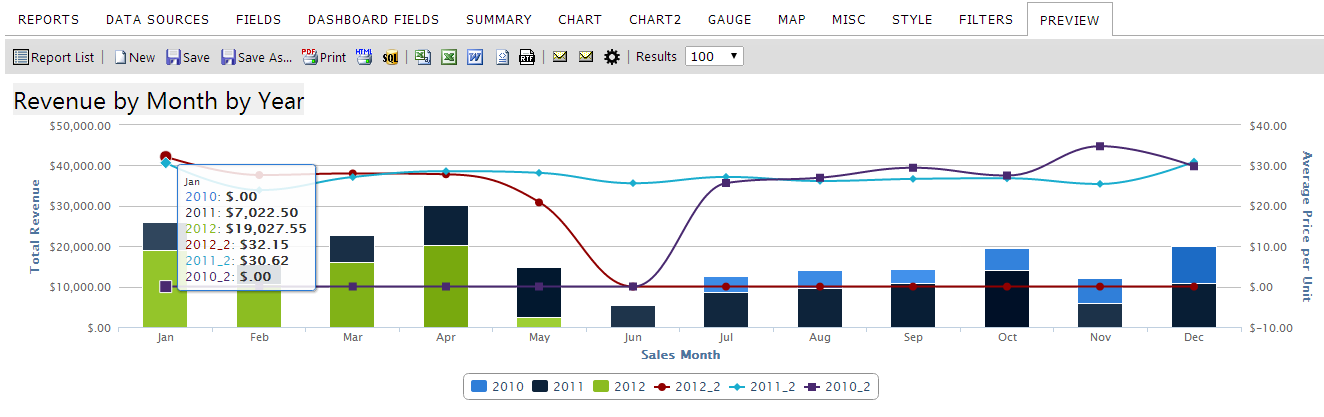 REPORTS DATA SOURCES FIELDS DASHBOARD FIELDS SUMMARY CHART CHART2 GAUGE MAP MISC STYLE FILTERS PREVIEW
Report List | New Save Save As... PDF Print HTML SQL | RTF | Results 100
Revenue by Month by Year
$50,000.00 $40.00
$40,000.00 $30.00
$30,000.00 $20.00
$20,000.00 $10.00
$10,000.00 $.00
$.00 $-10.00
Total Revenue
Average Price per Unit
Jan
2010: $.00
2011: $7,022.50
2012: $19,027.55
2012_2: $32.15
2011_2: $30.62
2010_2: $.00
Jan Feb Mar Apr May Jun Jul Aug Sep Oct Nov Dec
Sales Month
2010 2011 2012 2012_2 2011_2 2010_2